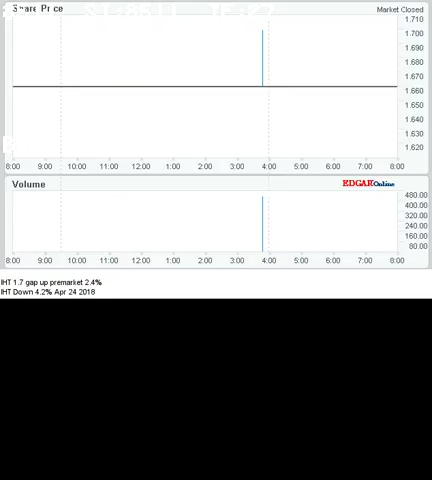 Share Price
Market Closed
1.710
1.700
1.690
1.680
1.670
1.660
1.650
1.640
1.630
1.620
8:00 9:00 10:00 11:00 12:00 1:00 2:00 3:00 4:00 5:00 6:00 7:00 8:00
Volume
EDGAROnline
480.00
400.00
320.00
240.00
160.00
80.00
8:00 9:00 10:00 11:00 12:00 1:00 2:00 3:00 4:00 5:00 6:00 7:00 8:00
IHT 1.7 gap up premarket 2.4%
IHT Down 4.2% Apr 24 2018